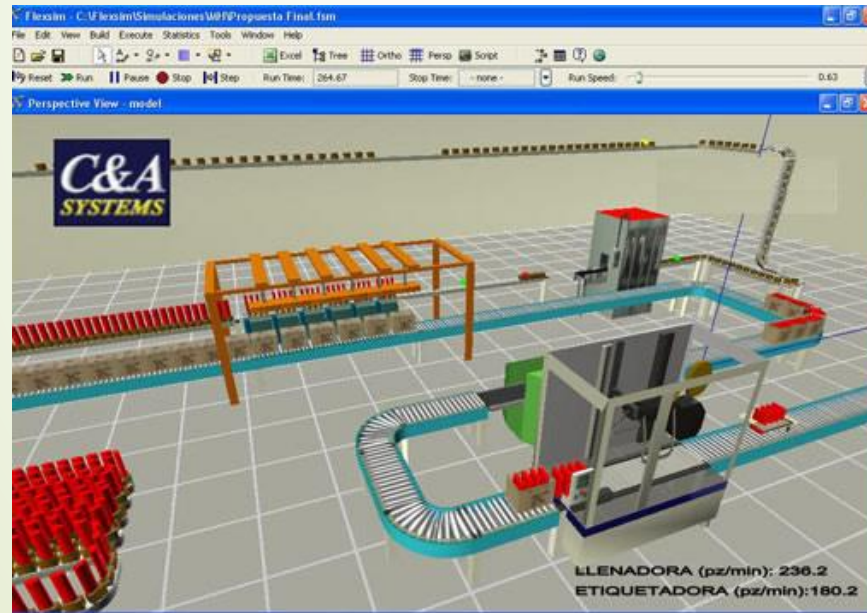 Flexsim - C:\Flexsim\Simulaciones\WH\Propuesta Final.fsm
File Edit View Build Execute Statistics Tools Window Help
Excel Tree Ortho Persp Script
Reset Run Pause Stop Step Run Time: 264.67 Stop Time: - none - Run Speed: 0.63
Perspective View - model
C&A
SYSTEMS
LLENADORA (pz/min): 236.2
ETIQUETADORA (pz/min):180.2